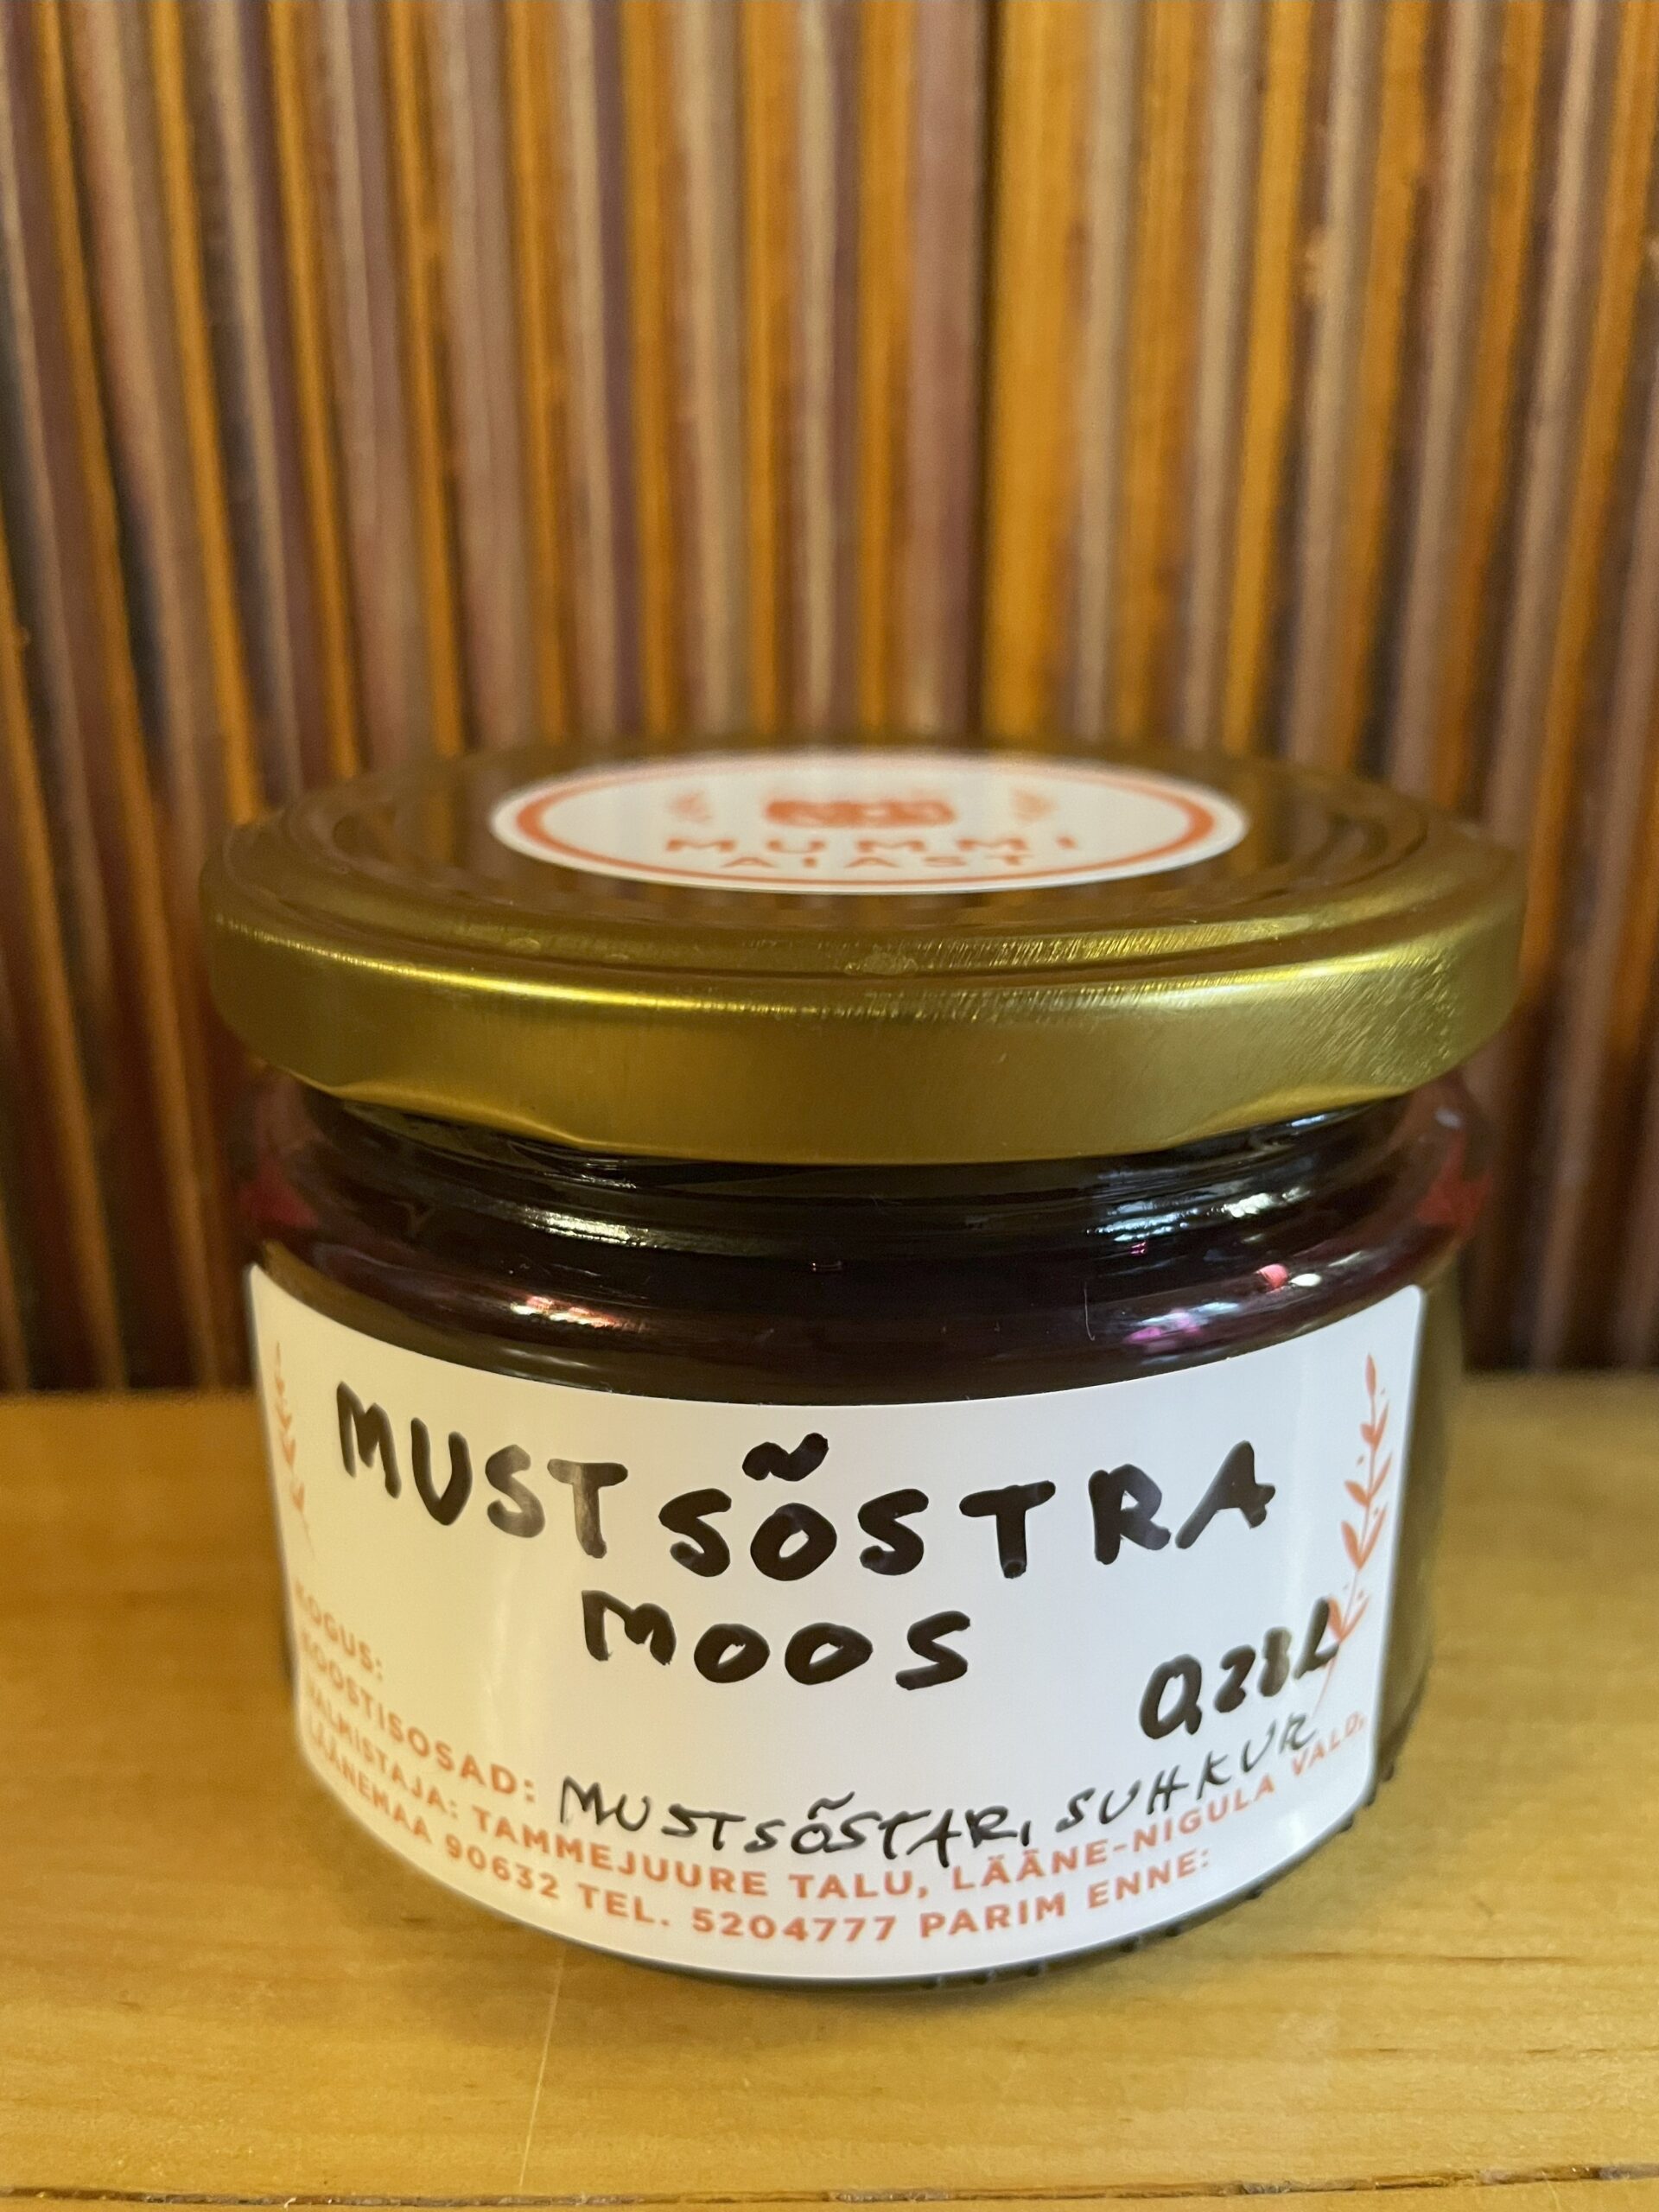 MUMMI
AIAST
MUSTSÕSTRA
MOOS
0,28L
KOGUS:
KOOSTISOSAD: MUSTSÕSTAR, SUHKUR
VALMISTAJA: TAMMEJUURE TALU, LÄÄNE-NIGULA VALD,
LÄÄNEMAA 90632 TEL. 5204777 PARIM ENNE: